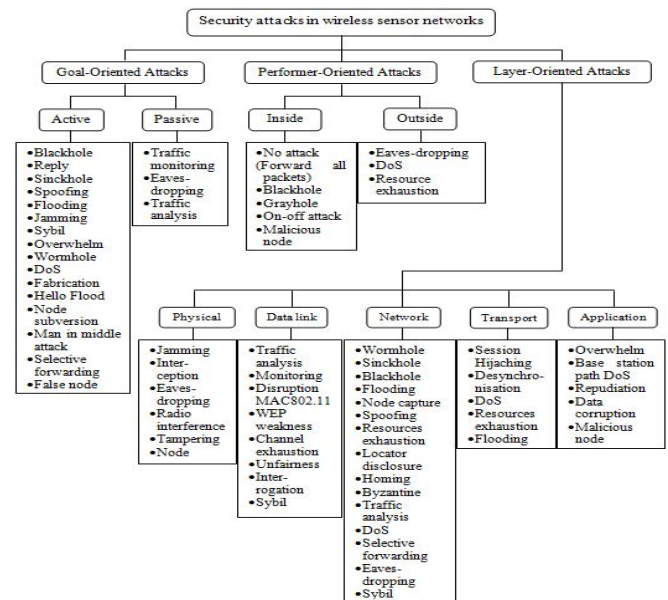 Security attacks in wireless sensor networks
Goal-Oriented Attacks
Performer-Oriented Attacks
Layer-Oriented Attacks
Active
Passive
Inside
Outside
•Blackhole
•Reply
•Sinckhole
•Spoofing
•Flooding
•Jamming
•Sybil
•Overwhelm
•Wormhole
•DoS
•Fabrication
•Hello Flood
•Node
subversion
•Man in middle
attack
•Selective
forwarding
•False node
•Traffic
monitoring
•Eaves-
dropping
•Traffic
analysis
•No attack
(Forward all
packets)
•Blackhole
•Grayhole
•On-off attack
•Malicious
node
•Eaves-dropping
•DoS
•Resource
exhaustion
Physical
Data link
Network
Transport
Application
•Jamming
•Inter-
ception
•Eaves-
dropping
•Radio
interference
•Tampering
•Node
•Traffic
analysis
•Monitoring
•Disruption
MAC802.11
•WEP
weakness
•Channel
exhaustion
•Unfairness
•Inter-
rogation
•Sybil
•Wormhole
•Sinckhole
•Blackhole
•Flooding
•Node capture
•Spoofing
•Resources
exhaustion
•Locator
disclosure
•Homing
•Byzantine
•Traffic
analysis
•DoS
•Selective
forwarding
•Eaves-
dropping
•Sybil
•Session
Hijaching
•Desynchro-
nisation
•DoS
•Resources
exhaustion
•Flooding
•Overwhelm
•Base station
path DoS
•Repudiation
•Data
corruption
•Malicious
node